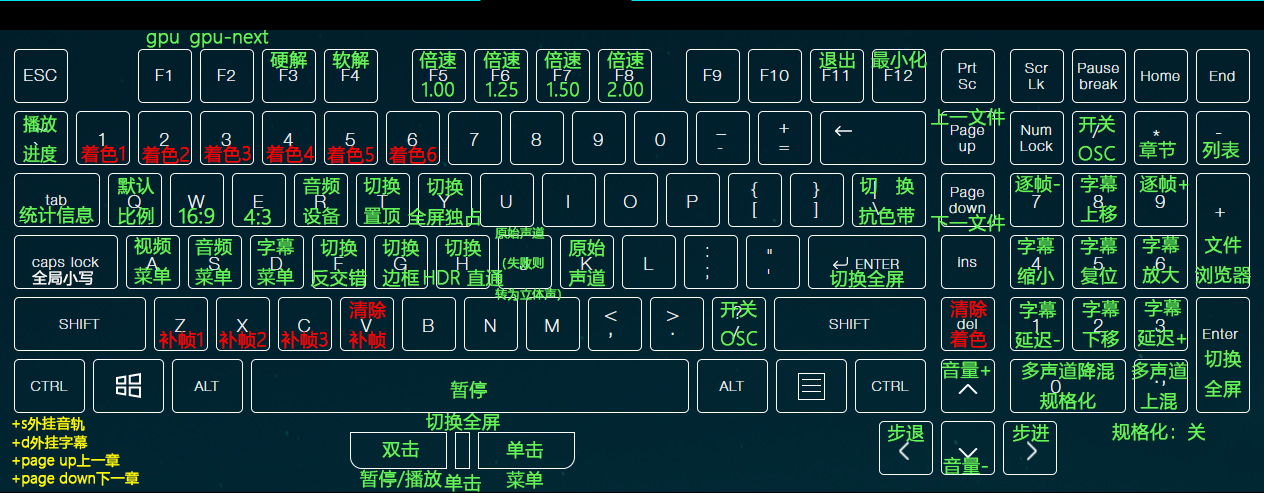 gpu gpu-next
ESC F1 F2 硬解 F3 软解 F4 倍速 F5 1.00 倍速 F6 1.25 倍速 F7 1.50 倍速 F8 2.00 F9 F10 退出 F11 最小化 F12 Prt Sc Scr Lk Pause break Home End
播放 ~ ` 进度 1 着色1 2 着色2 3 着色3 4 着色4 5 着色5 6 着色6 7 8 9 0 _ - + = ← 上一文件 Page up Num Lock 开关 / OSC * 章节 - 列表
tab 统计信息 默认 Q 比例 W 16:9 E 4:3 音频 R 设备 切换 T 置顶 切换 Y 全屏独占 U I O P { [ } ] 切 换 | \ 抗色带 Page down 下一文件 逐帧- 7 字幕 8 上移 逐帧+ 9 +
caps lock 全局小写 视频 A 菜单 音频 S 菜单 字幕 D 菜单 切换 F 反交错 切换 G 边框 切换 H HDR 直通 原始声道 J (失败则 转为立体声) 原始 K 声道 L : ; " ' ↵ ENTER 切换全屏 ins 字幕 4 缩小 字幕 5 复位 字幕 6 放大 文件 浏览器
SHIFT Z 补帧1 X 补帧2 C 补帧3 清除 V 补帧 B N M < , > . 开关 ? / OSC SHIFT 清除 del 着色 字幕 1 延迟- 字幕 2 下移 字幕 3 延迟+ Enter 切换 全屏
CTRL ALT 暂停 ALT CTRL 音量+ 多声道降混 0 规格化 多声道 . 上混
+s外挂音轨
+d外挂字幕
+page up上一章
+page down下一章
切换全屏
双击 单击
暂停/播放 单击 菜单
步退 < 音量- 步进 >
规格化：关